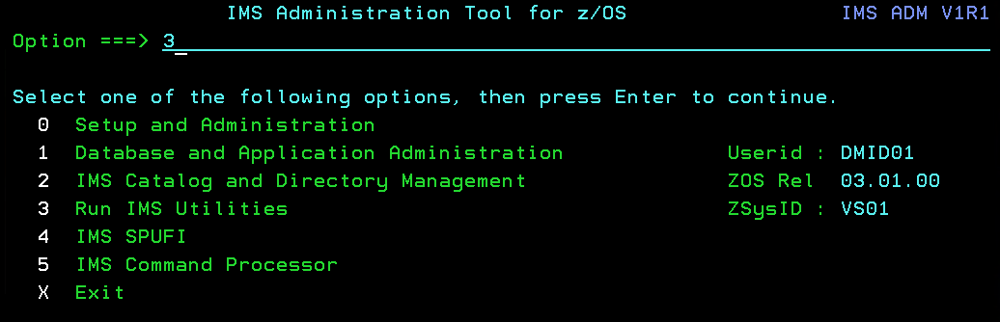 IMS Administration Tool for z/OS IMS ADM V1R1
Option ===> 3
Select one of the following options, then press Enter to continue.
0 Setup and Administration
1 Database and Application Administration Userid : DMID01
2 IMS Catalog and Directory Management ZOS Rel 03.01.00
3 Run IMS Utilities ZSysID : VS01
4 IMS SPUFI
5 IMS Command Processor
X Exit